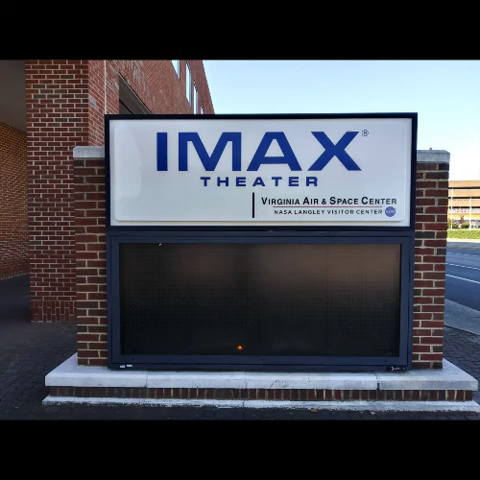 IMAX®
THEATER
VIRGINIA AIR & SPACE CENTER
NASA LANGLEY VISITOR CENTER